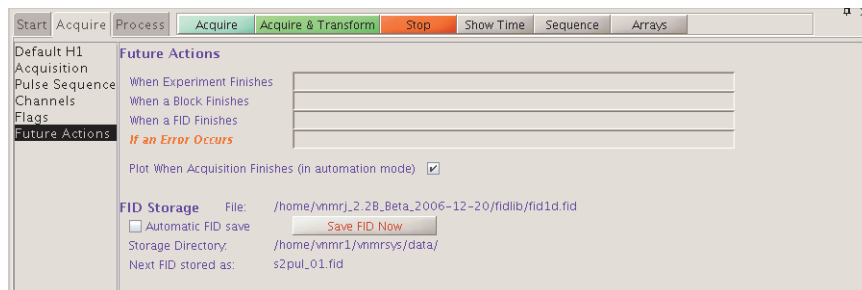 Start Acquire Process Acquire Acquire & Transform Stop Show Time Sequence Arrays
Default H1
Acquisition
Pulse Sequence
Channels
Flags
Future Actions
Future Actions
When Experiment Finishes
When a Block Finishes
When a FID Finishes
If an Error Occurs
Plot When Acquisition Finishes (in automation mode)
FID Storage File: /home/vnmrj_2.2B_Beta_2006-12-20/fidlib/fid1d.fid
Automatic FID save Save FID Now
Storage Directory: /home/vnmr1/vnmrsys/data/
Next FID stored as: s2pul_01.fid